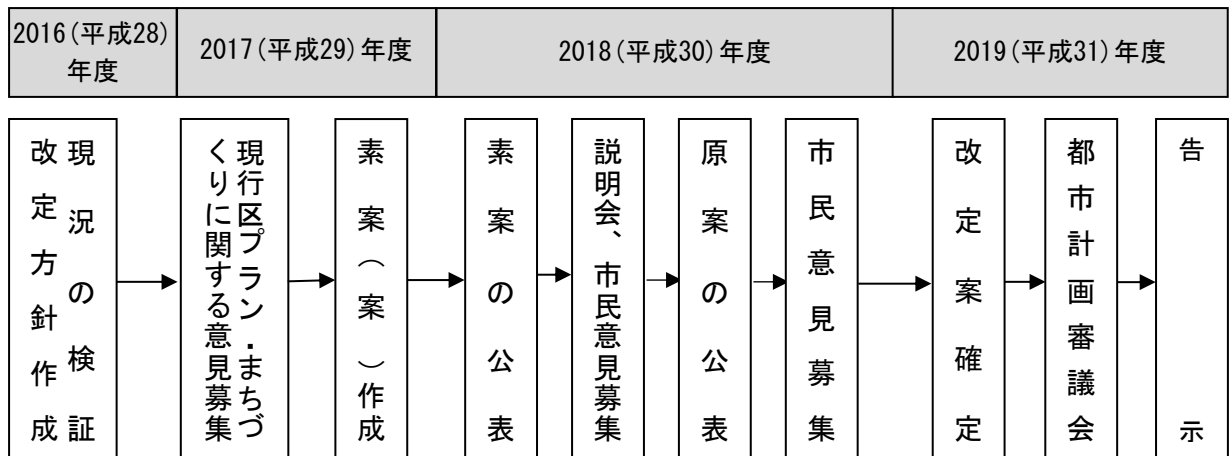 2016(平成28)
年度
2017(平成29)年度
2018(平成30)年度
2019(平成31)年度
現況の検証
改定方針作成
現行区プラン・まちづ
くりに関する意見募集
素案(案)作成
素案の公表
説明会、市民意見募集
原案の公表
市民意見募集
改定案確定
都市計画審議会
告示